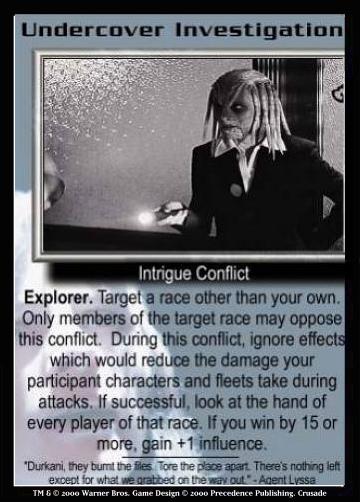 Undercover Investigation
Intrigue Conflict
Explorer. Target a race other than your own.
Only members of the target race may oppose
this conflict. During this conflict, ignore effects
which would reduce the damage your
participant characters and fleets take during
attacks. If successful, look at the hand of
every player of that race. If you win by 15 or
more, gain +1 influence.
"Durkani, they burnt the files. Tore the place apart. There's nothing left
except for what we grabbed on the way out." - Agent Lyssa
TM & © 2000 Warner Bros. Game Design © 2000 Precedence Publishing. Crusade